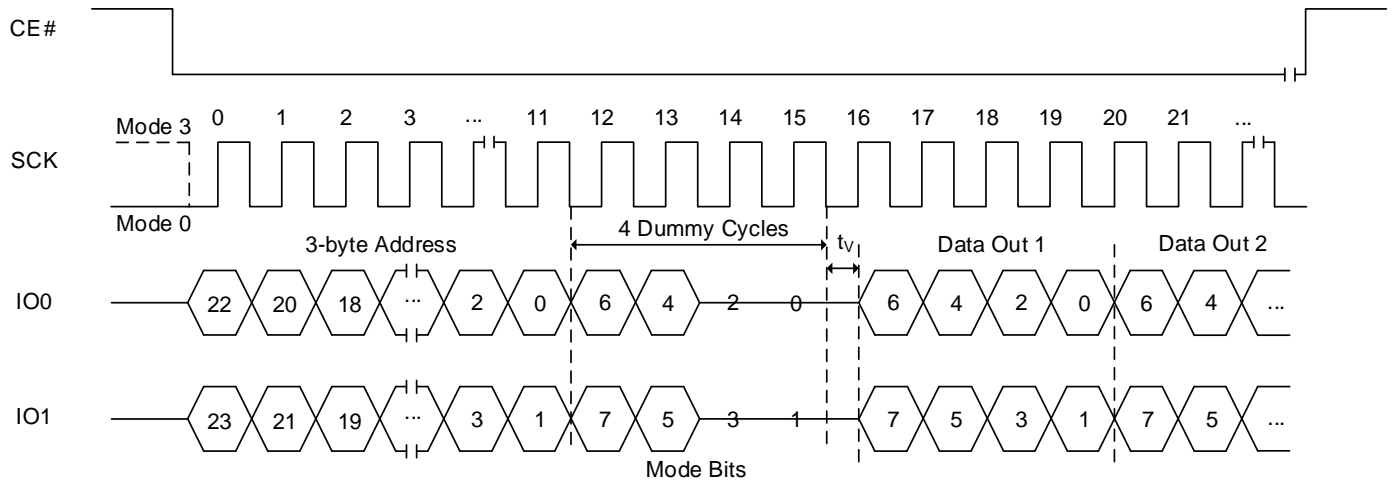 CE#
0 1 2 3 ... 11 12 13 14 15 16 17 18 19 20 21 ...
Mode 3
SCK
Mode 0
3-byte Address 4 Dummy Cycles tV Data Out 1 Data Out 2
IO0 22 20 18 ... 2 0 6 4 2 0 6 4 2 0 6 4 ...
IO1 23 21 19 ... 3 1 7 5 3 1 7 5 3 1 7 5 ...
Mode Bits